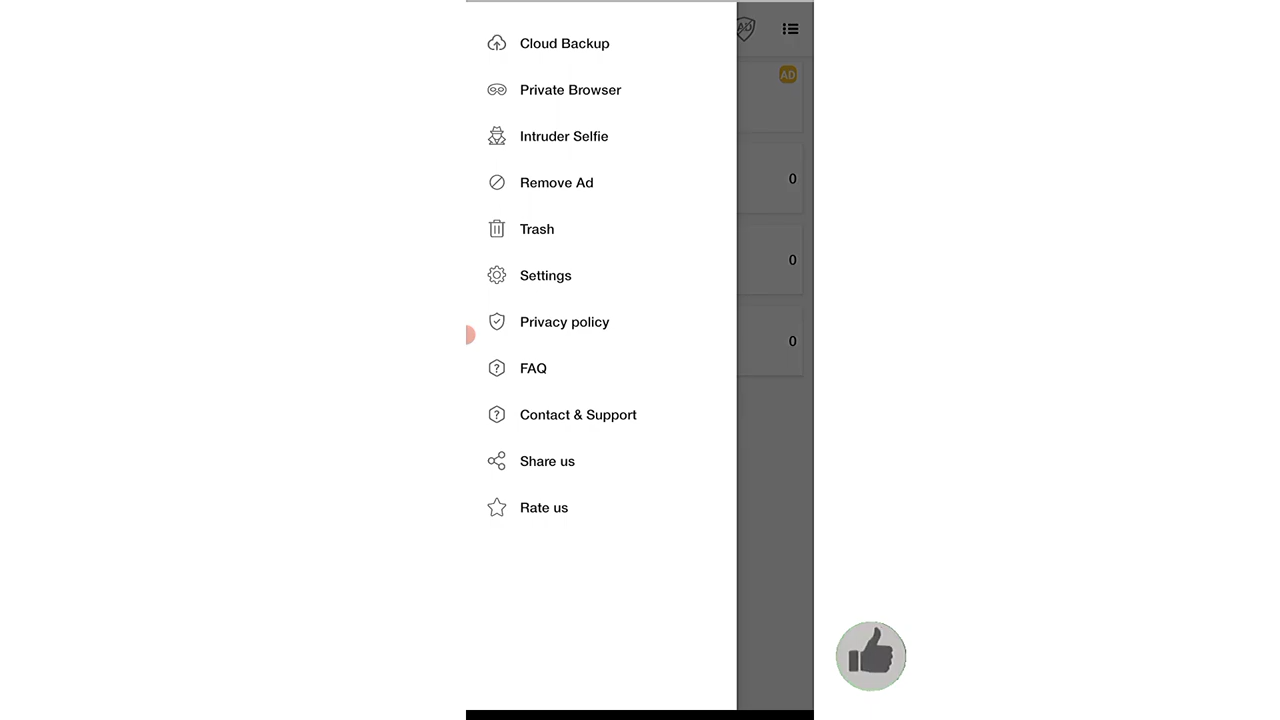 Cloud Backup
Private Browser
Intruder Selfie
Remove Ad
Trash
Settings
Privacy policy
FAQ
Contact & Support
Share us
Rate us
AD
AD
0
0
0